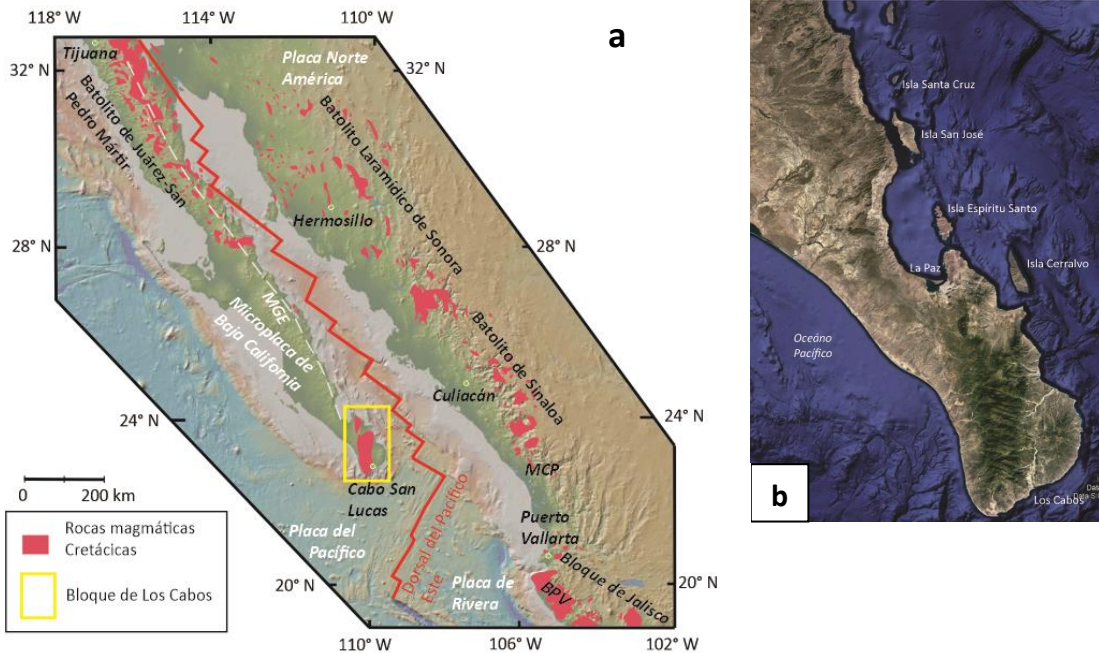 118° W
114° W
110° W
a
Tijuana
32° N
Placa Norte
América
32° N
Batolito de Juárez-San
Pedro Mártir
Batolito Laramídico de Sonora
Hermosillo
28° N
28° N
MGE
Microplaca de
Baja California
Batolito de Sinaloa
Culiacán
24° N
24° N
MCP
0
200 km
Cabo San
Lucas
Placa del
Pacífico
Dorsal del Pacífico
Este
Puerto
Vallarta
Bloque de Jalisco
BPV
Placa de
Rivera
20° N
20° N
110° W
106° W
102° W
Rocas magmáticas
Cretácicas
Bloque de Los Cabos
Isla Santa Cruz
Isla San José
Isla Espíritu Santo
La Paz
Isla Cerralvo
Océano
Pacífico
Los Cabos
b